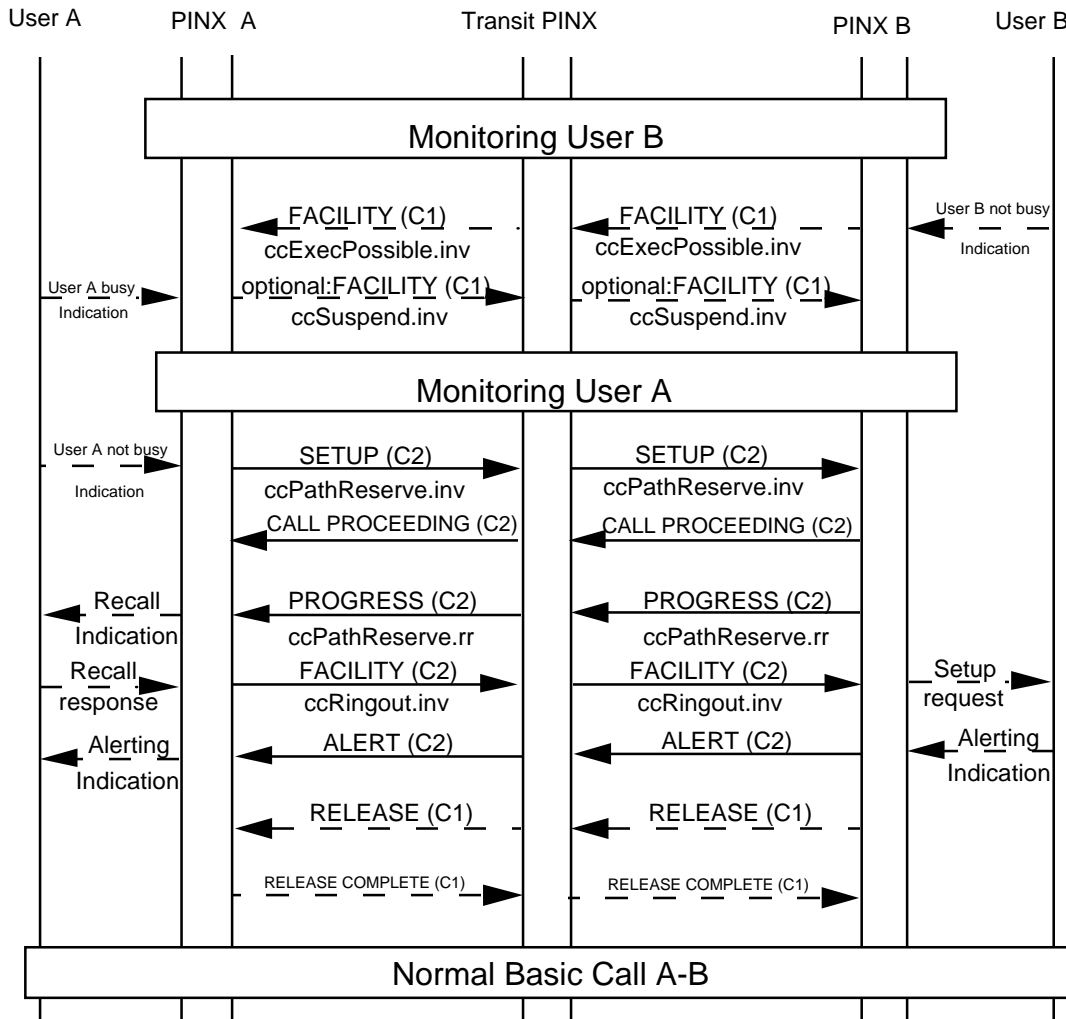 User A PINX A Transit PINX PINX B User B
Monitoring User B
FACILITY (C1) FACILITY (C1) User B not busy
ccExecPossible.inv ccExecPossible.inv Indication
User A busy optional:FACILITY (C1) optional:FACILITY (C1)
Indication ccSuspend.inv ccSuspend.inv
Monitoring User A
User A not busy SETUP (C2) SETUP (C2)
Indication ccPathReserve.inv ccPathReserve.inv
CALL PROCEEDING (C2) CALL PROCEEDING (C2)
Recall PROGRESS (C2) PROGRESS (C2)
Indication ccPathReserve.rr ccPathReserve.rr
Recall FACILITY (C2) FACILITY (C2) Setup
response ccRingout.inv ccRingout.inv request
Alerting ALERT (C2) ALERT (C2) Alerting
Indication Indication
RELEASE (C1) RELEASE (C1)
RELEASE COMPLETE (C1) RELEASE COMPLETE (C1)
Normal Basic Call A-B